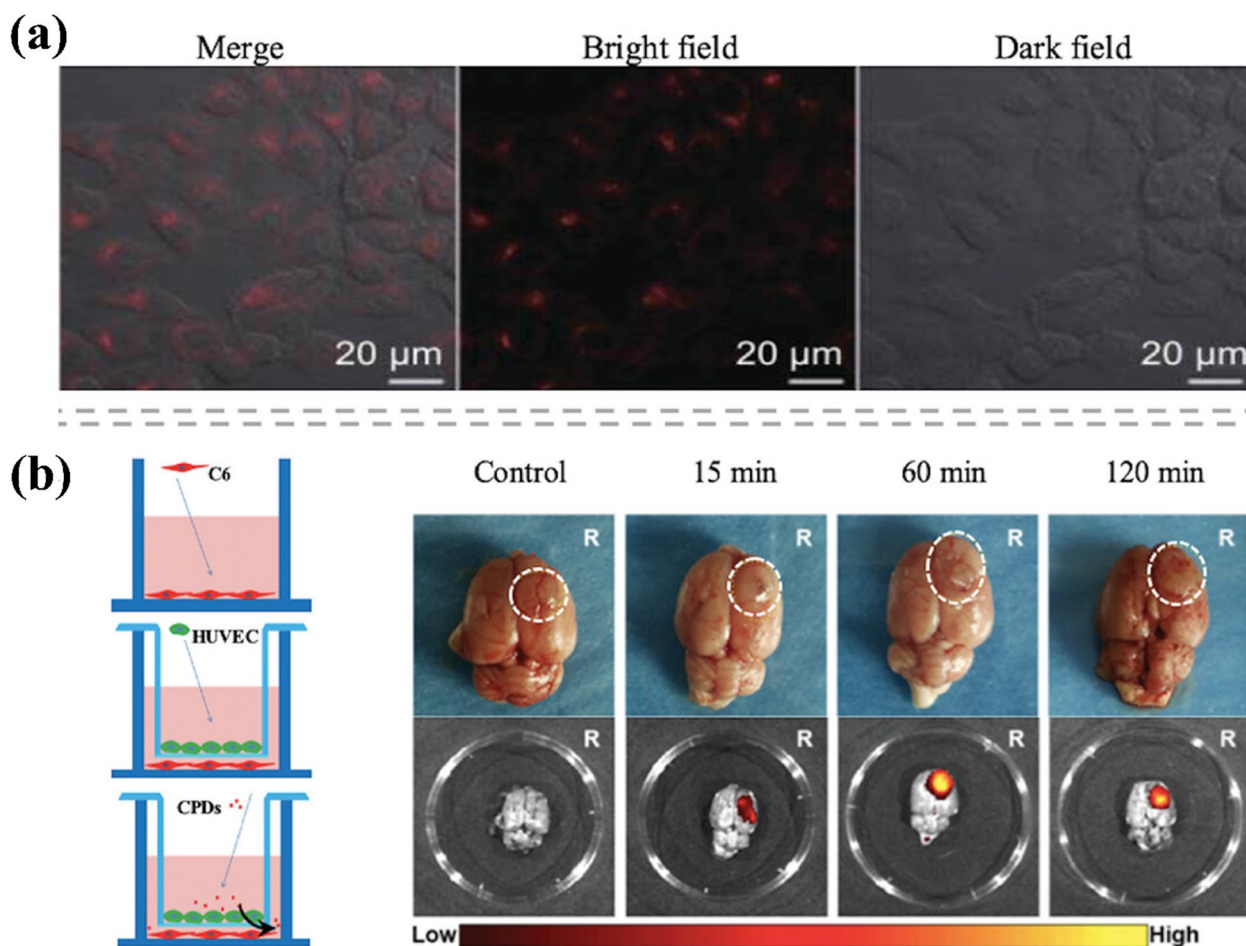 (a)
Merge
Bright field
Dark field
20 μm
20 μm
20 μm
(b)
C6
HUVEC
CPDs
Control
15 min
60 min
120 min
R
R
R
R
R
R
R
R
Low
High